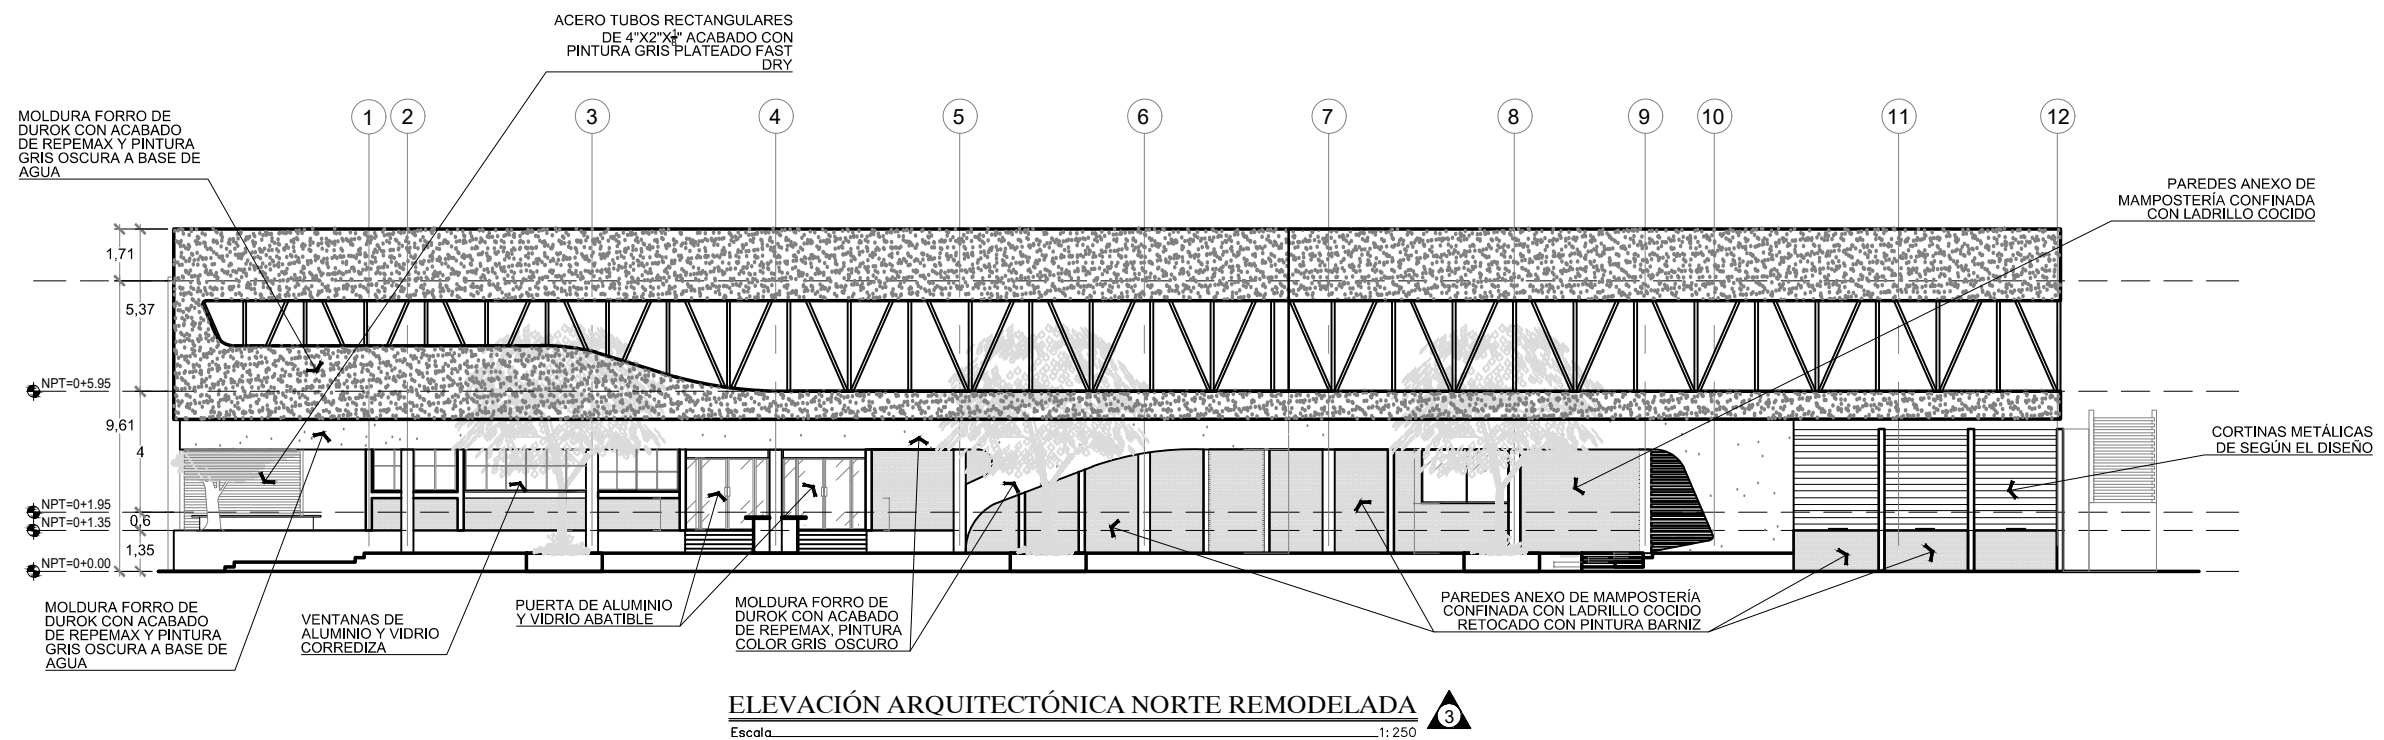 ACERO TUBOS RECTANGULARES
DE 4"X2"X1/8" ACABADO CON
PINTURA GRIS PLATEADO FAST
DRY
MOLDURA FORRO DE
DUROK CON ACABADO
DE REPEMAX Y PINTURA
GRIS OSCURA A BASE DE
AGUA
1 2 3 4 5 6 7 8 9 10 11 12
PAREDES ANEXO DE
MAMPOSTERÍA CONFINADA
CON LADRILLO COCIDO
1,71
5,37
NPT=0+5.95
9,61
4
NPT=0+1.95
0,6
NPT=0+1.35
1,35
NPT=0+0.00
CORTINAS METÁLICAS
DE SEGÚN EL DISEÑO
MOLDURA FORRO DE
DUROK CON ACABADO
DE REPEMAX Y PINTURA
GRIS OSCURA A BASE DE
AGUA
VENTANAS DE
ALUMINIO Y VIDRIO
CORREDIZA
PUERTA DE ALUMINIO
Y VIDRIO ABATIBLE
MOLDURA FORRO DE
DUROK CON ACABADO
DE REPEMAX, PINTURA
COLOR GRIS OSCURO
PAREDES ANEXO DE MAMPOSTERÍA
CONFINADA CON LADRILLO COCIDO
RETOCADO CON PINTURA BARNIZ
ELEVACIÓN ARQUITECTÓNICA NORTE REMODELADA
3
Escala 1:250